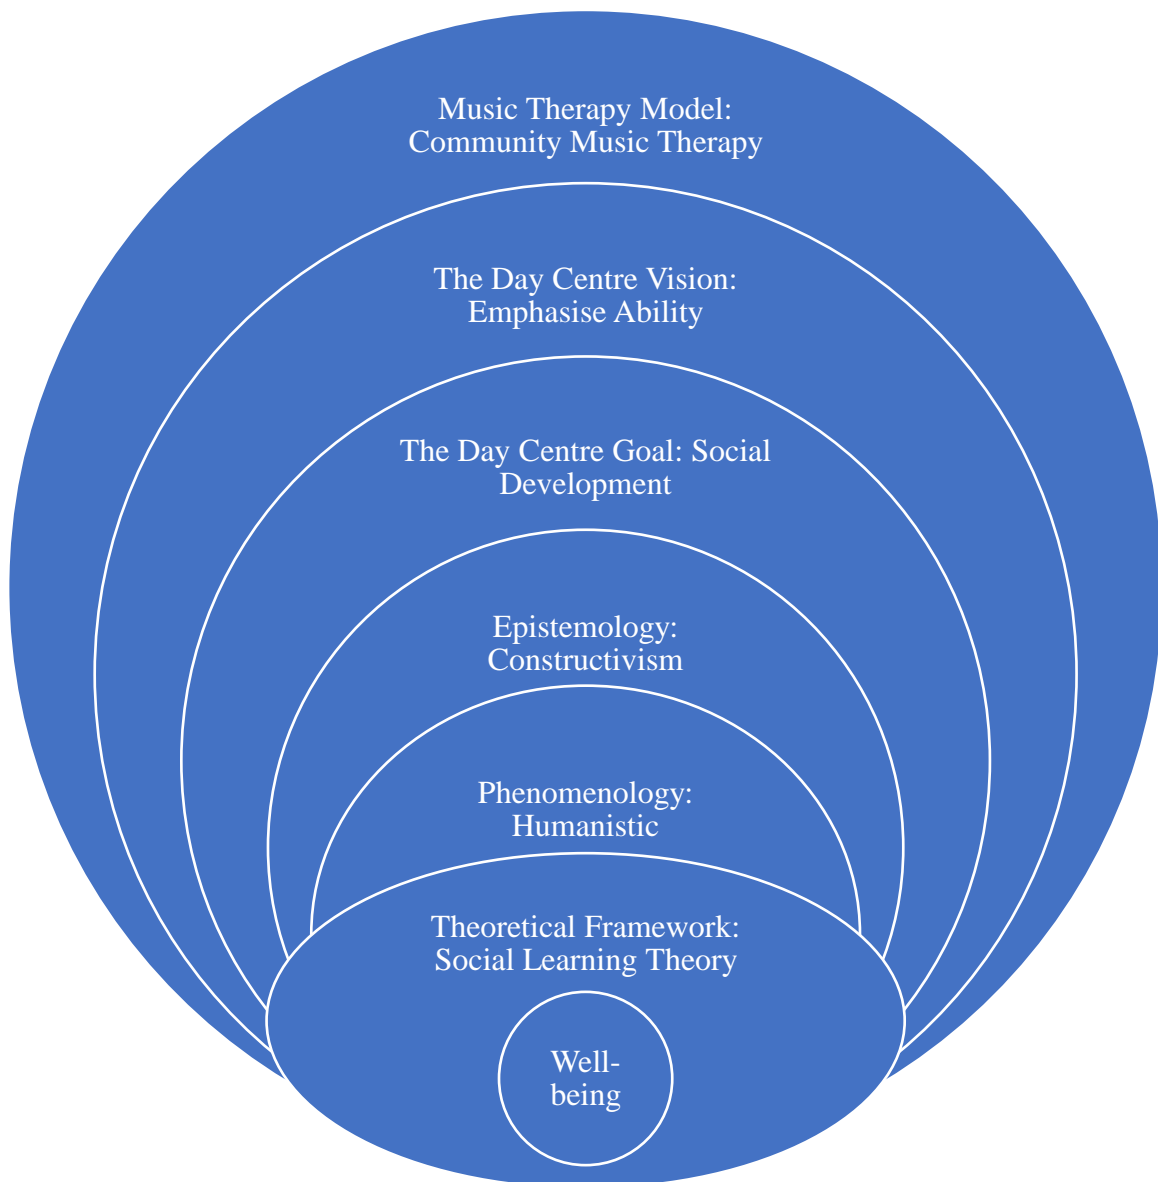 Music Therapy Model:
Community Music Therapy
The Day Centre Vision:
Emphasise Ability
The Day Centre Goal: Social
Development
Epistemology:
Constructivism
Phenomenology:
Humanistic
Theoretical Framework:
Social Learning Theory
Well-
being